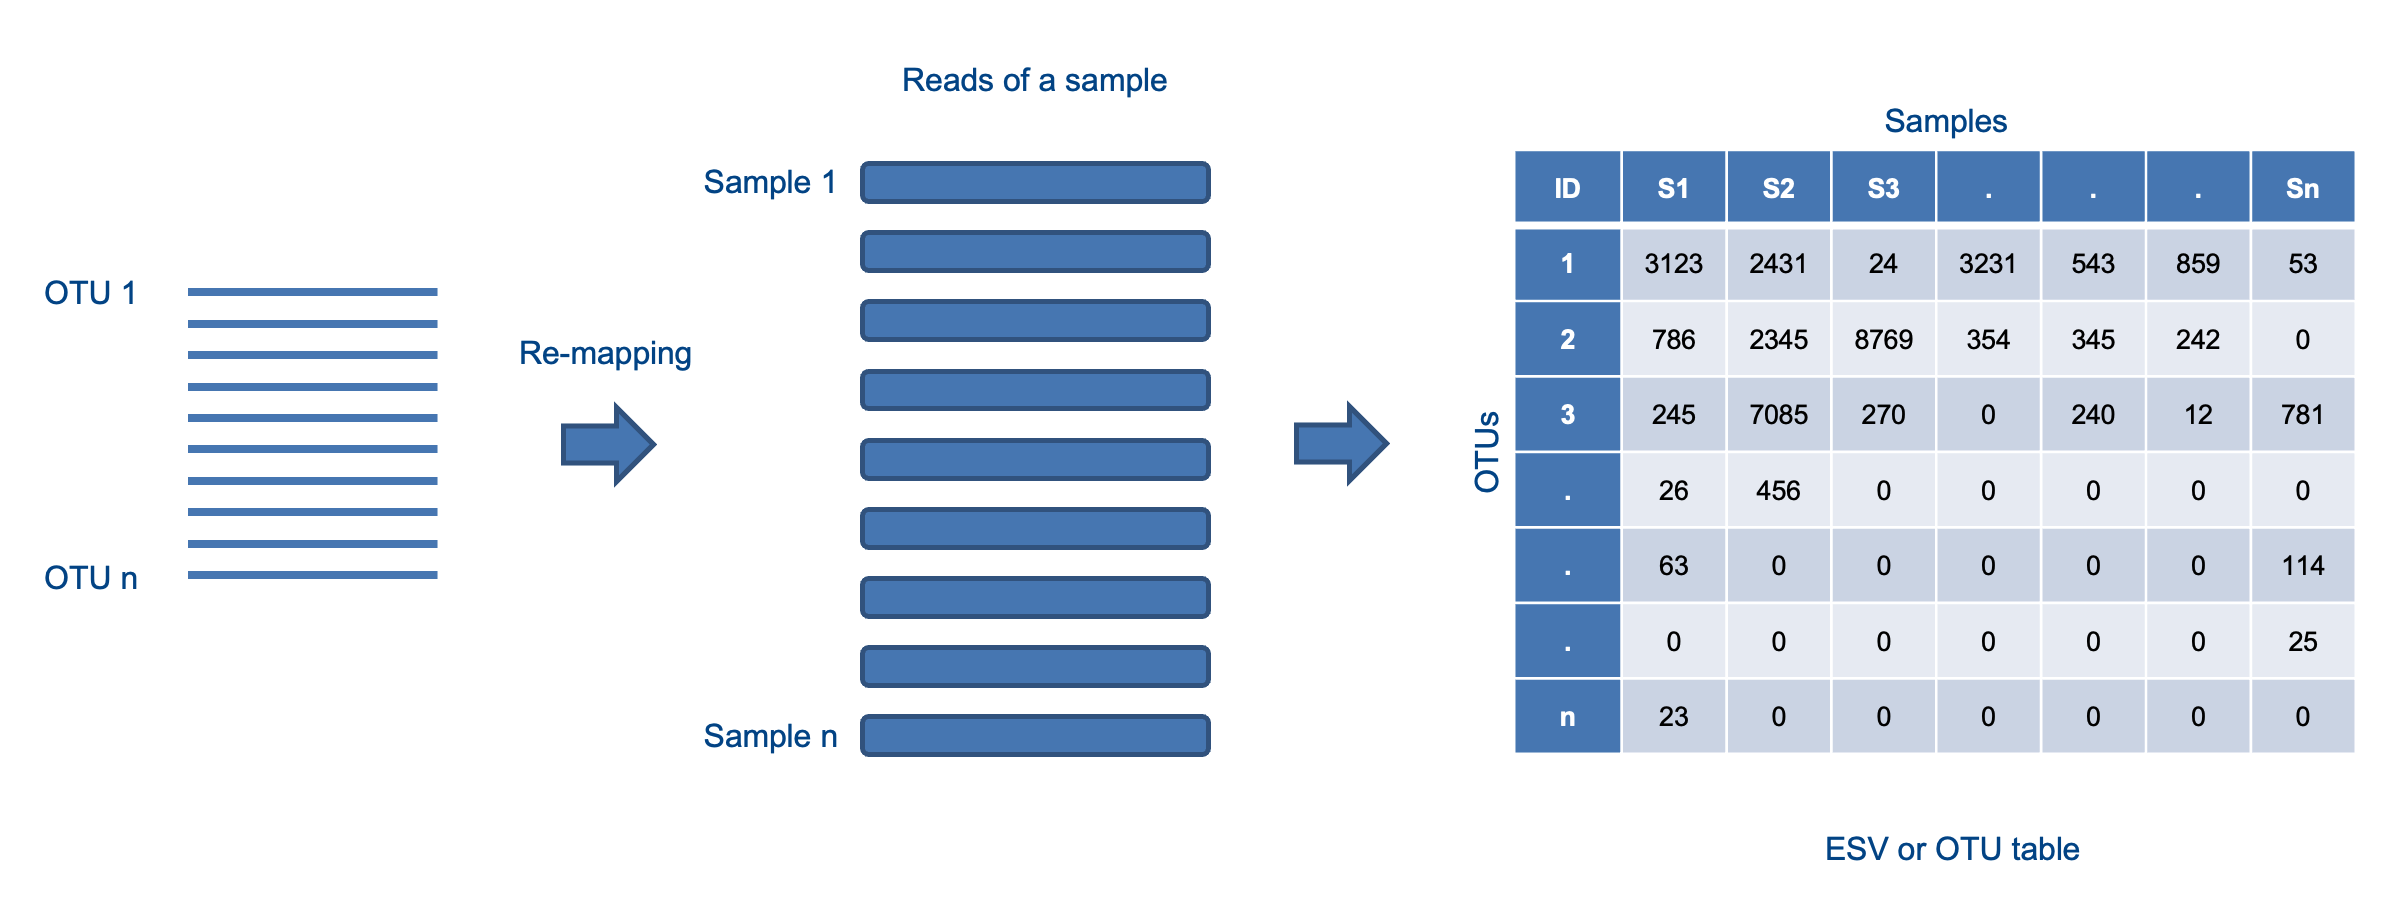 Reads of a sample
Samples
Sample 1
OTU 1
Re-mapping
OTU n
Sample n
OTUs
ID S1 S2 S3 . . . Sn
1 3123 2431 24 3231 543 859 53
2 786 2345 8769 354 345 242 0
3 245 7085 270 0 240 12 781
. 26 456 0 0 0 0 0
. 63 0 0 0 0 0 114
. 0 0 0 0 0 0 25
n 23 0 0 0 0 0 0
ESV or OTU table